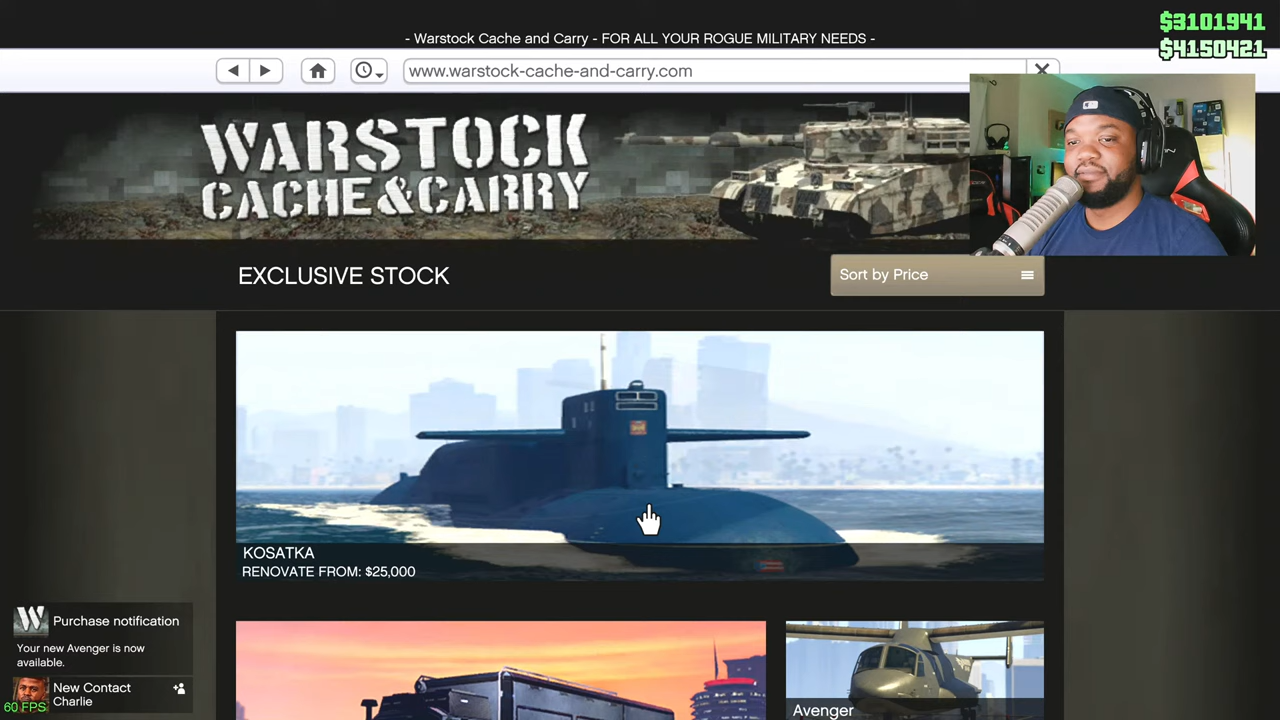 $3101941
$4150421
- Warstock Cache and Carry - FOR ALL YOUR ROGUE MILITARY NEEDS -
www.warstock-cache-and-carry.com
WARSTOCK
CACHE & CARRY
EXCLUSIVE STOCK
Sort by Price
KOSATKA
RENOVATE FROM: $25,000
Purchase notification
Your new Avenger is now
available.
New Contact
Charlie
60 FPS
Avenger